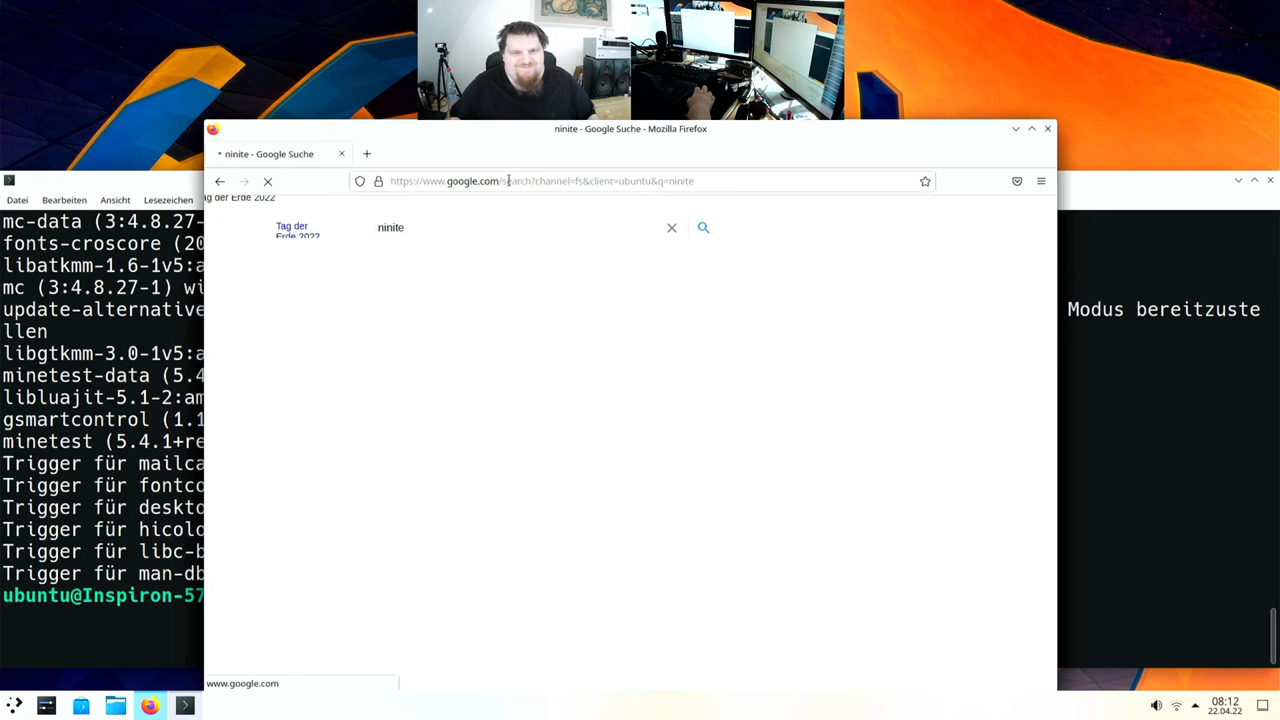 ninite - Google Suche - Mozilla Firefox
ninite - Google Suche
https://www.google.com/search?channel=fs&client=ubuntu&q=ninite
ag der Erde 2022
Tag der
Erde 2022
ninite
Datei Bearbeiten Ansicht Lesezeichen
mc-data (3:4.8.27-
fonts-croscore (20
libatkmm-1.6-1v5:a
mc (3:4.8.27-1) wi
update-alternative
Modus bereitzuste
llen
libgtkmm-3.0-1v5:a
minetest-data (5.4
libluajit-5.1-2:am
gsmartcontrol (1.1
minetest (5.4.1+re
Trigger für mailca
Trigger für fontco
Trigger für deskto
Trigger für hicolo
Trigger für libc-b
Trigger für man-db
ubuntu@Inspiron-57
www.google.com
08:12
22.04.22